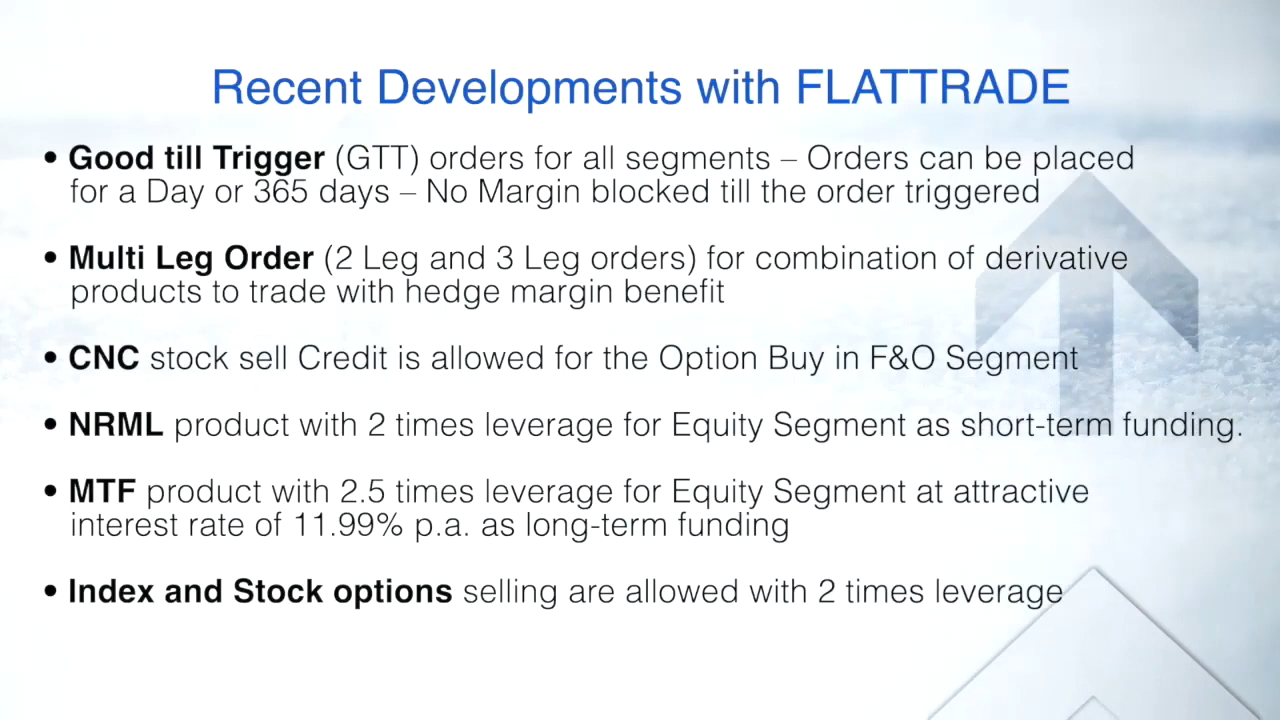 Recent Developments with FLATTRADE
• Good till Trigger (GTT) orders for all segments – Orders can be placed
for a Day or 365 days – No Margin blocked till the order triggered
• Multi Leg Order (2 Leg and 3 Leg orders) for combination of derivative
products to trade with hedge margin benefit
• CNC stock sell Credit is allowed for the Option Buy in F&O Segment
• NRML product with 2 times leverage for Equity Segment as short-term funding.
• MTF product with 2.5 times leverage for Equity Segment at attractive
interest rate of 11.99% p.a. as long-term funding
• Index and Stock options selling are allowed with 2 times leverage